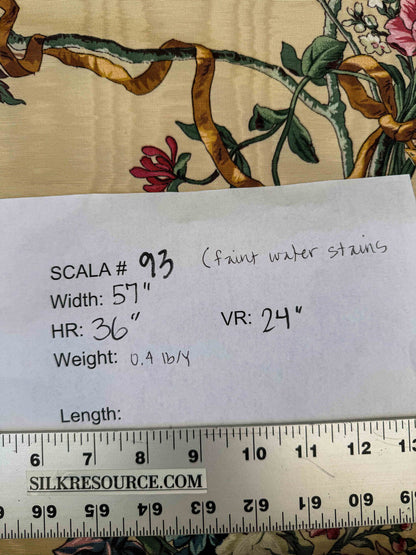 SCALA # 93 (faint water stains
Width: 57"
HR: 36" VR: 24"
Weight: 0.4 lb/y
Length:
6 7 8 9 10 11 12 13
SILKRESOURCE.COM